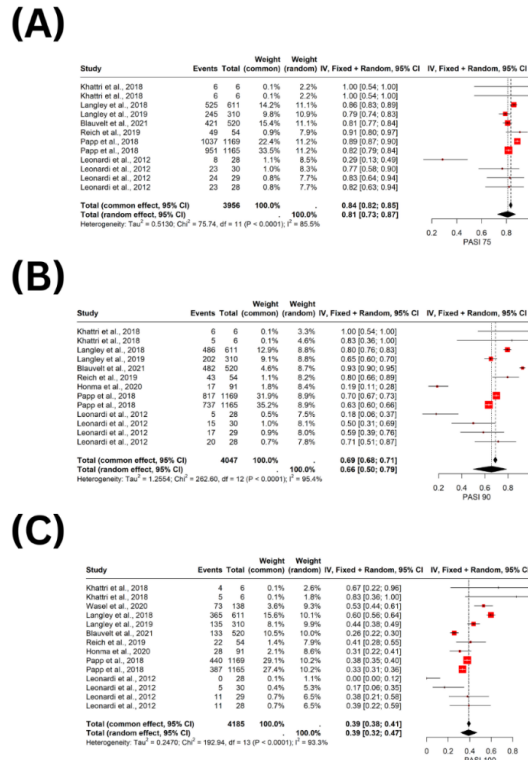 (A)
Weight Weight
Study Events Total (common) (random) IV, Fixed + Random, 95% CI IV, Fixed + Random, 95% CI
Khattri et al., 2018 6 6 0.1% 2.2% 1.00 [0.54; 1.00]
Khattri et al., 2018 6 6 0.1% 2.2% 1.00 [0.54; 1.00]
Langley et al., 2018 525 611 14.2% 11.1% 0.86 [0.83; 0.89]
Langley et al., 2019 245 310 9.8% 11.0% 0.79 [0.74; 0.83]
Blauvelt et al., 2021 421 520 15.4% 11.1% 0.81 [0.77; 0.84]
Reich et al., 2019 49 54 0.9% 7.9% 0.91 [0.80; 0.97]
Papp et al., 2018 1037 1169 22.4% 11.1% 0.89 [0.87; 0.90]
Papp et al., 2018 951 1165 33.5% 11.2% 0.82 [0.79; 0.84]
Leonardi et al., 2012 8 28 1.1% 8.5% 0.29 [0.13; 0.49]
Leonardi et al., 2012 23 30 1.0% 8.3% 0.77 [0.58; 0.90]
Leonardi et al., 2012 24 29 0.8% 7.7% 0.83 [0.64; 0.94]
Leonardi et al., 2012 23 28 0.8% 7.7% 0.82 [0.63; 0.94]
Total (common effect, 95% CI) 3956 100.0% . 0.84 [0.82; 0.85]
Total (random effect, 95% CI) . 100.0% 0.81 [0.73; 0.87]
Heterogeneity: Tau² = 0.5130; Chi² = 75.74, df = 11 (P < 0.0001); I² = 85.5%
0.2 0.4 0.6 0.8 1
PASI 75
(B)
Weight Weight
Study Events Total (common) (random) IV, Fixed + Random, 95% CI IV, Fixed + Random, 95% CI
Khattri et al., 2018 6 6 0.1% 3.3% 1.00 [0.54; 1.00]
Khattri et al., 2018 5 6 0.1% 4.6% 0.83 [0.36; 1.00]
Langley et al., 2018 486 611 12.9% 8.8% 0.80 [0.76; 0.83]
Langley et al., 2019 202 310 9.1% 8.8% 0.65 [0.60; 0.70]
Blauvelt et al., 2021 482 520 4.6% 8.7% 0.93 [0.90; 0.95]
Reich et al., 2019 43 54 1.1% 8.0% 0.80 [0.66; 0.89]
Honma et al., 2020 17 91 1.8% 8.4% 0.19 [0.11; 0.28]
Papp et al., 2018 817 1169 31.9% 8.9% 0.70 [0.67; 0.73]
Papp et al., 2018 737 1165 35.2% 8.9% 0.63 [0.60; 0.66]
Leonardi et al., 2012 5 28 0.5% 7.3% 0.18 [0.06; 0.37]
Leonardi et al., 2012 15 30 1.0% 8.0% 0.50 [0.31; 0.69]
Leonardi et al., 2012 17 29 0.9% 7.9% 0.59 [0.39; 0.76]
Leonardi et al., 2012 20 28 0.7% 7.7% 0.71 [0.51; 0.87]
Total (common effect, 95% CI) 4047 100.0% . 0.69 [0.68; 0.71]
Total (random effect, 95% CI) . 100.0% 0.66 [0.50; 0.79]
Heterogeneity: Tau² = 1.2554; Chi² = 262.60, df = 12 (P < 0.0001); I² = 95.4%
0.2 0.4 0.6 0.8
PASI 90
(C)
Weight Weight
Study Events Total (common) (random) IV, Fixed + Random, 95% CI IV, Fixed + Random, 95% CI
Khattri et al., 2018 4 6 0.1% 2.6% 0.67 [0.22; 0.96]
Khattri et al., 2018 5 6 0.1% 1.8% 0.83 [0.36; 1.00]
Wasel et al., 2020 73 138 3.6% 9.3% 0.53 [0.44; 0.61]
Langley et al., 2018 365 611 15.6% 10.1% 0.60 [0.56; 0.64]
Langley et al., 2019 135 310 8.1% 9.9% 0.44 [0.38; 0.49]
Blauvelt et al., 2021 133 520 10.5% 10.0% 0.26 [0.22; 0.30]
Reich et al., 2019 22 54 1.4% 7.9% 0.41 [0.28; 0.55]
Honma et al., 2020 28 91 2.0% 8.6% 0.31 [0.22; 0.41]
Papp et al., 2018 440 1169 29.1% 10.2% 0.38 [0.35; 0.40]
Papp et al., 2018 387 1165 27.4% 10.2% 0.33 [0.31; 0.36]
Leonardi et al., 2012 0 28 0.1% 1.2% 0.00 [0.00; 0.12]
Leonardi et al., 2012 5 30 0.4% 5.3% 0.17 [0.06; 0.35]
Leonardi et al., 2012 11 29 0.7% 6.5% 0.38 [0.21; 0.58]
Leonardi et al., 2012 11 28 0.7% 6.5% 0.39 [0.22; 0.59]
Total (common effect, 95% CI) 4185 100.0% . 0.39 [0.38; 0.41]
Total (random effect, 95% CI) . 100.0% 0.39 [0.32; 0.47]
Heterogeneity: Tau² = 0.2470; Chi² = 192.94, df = 13 (P < 0.0001); I² = 93.3%
0 0.2 0.4 0.6 0.8
PASI 100